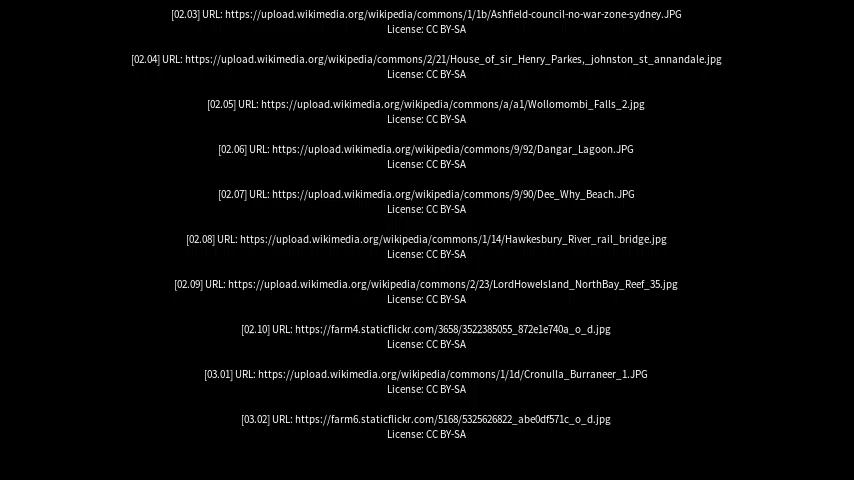 [02.03] URL: https://upload.wikimedia.org/wikipedia/commons/1/1b/Ashfield-council-no-war-zone-sydney.JPG
License: CC BY-SA
[02.04] URL: https://upload.wikimedia.org/wikipedia/commons/2/21/House_of_sir_Henry_Parkes,_johnston_st_annandale.jpg
License: CC BY-SA
[02.05] URL: https://upload.wikimedia.org/wikipedia/commons/a/a1/Wollomombi_Falls_2.jpg
License: CC BY-SA
[02.06] URL: https://upload.wikimedia.org/wikipedia/commons/9/92/Dangar_Lagoon.JPG
License: CC BY-SA
[02.07] URL: https://upload.wikimedia.org/wikipedia/commons/9/90/Dee_Why_Beach.JPG
License: CC BY-SA
[02.08] URL: https://upload.wikimedia.org/wikipedia/commons/1/14/Hawkesbury_River_rail_bridge.jpg
License: CC BY-SA
[02.09] URL: https://upload.wikimedia.org/wikipedia/commons/2/23/LordHoweIsland_NorthBay_Reef_35.jpg
License: CC BY-SA
[02.10] URL: https://farm4.staticflickr.com/3658/3522385055_872e1e740a_o_d.jpg
License: CC BY-SA
[03.01] URL: https://upload.wikimedia.org/wikipedia/commons/1/1d/Cronulla_Burraneer_1.JPG
License: CC BY-SA
[03.02] URL: https://farm6.staticflickr.com/5168/5325626822_abe0df571c_o_d.jpg
License: CC BY-SA